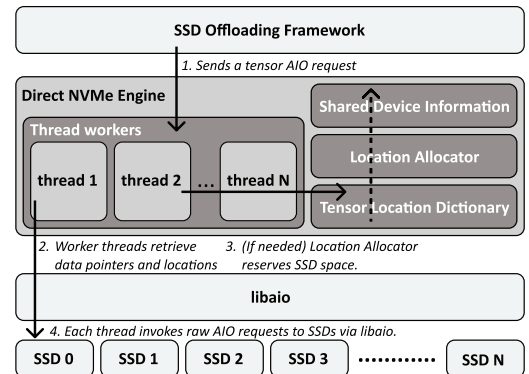 SSD Offloading Framework
1. Sends a tensor AIO request
Direct NVMe Engine
Thread workers
thread 1
thread 2
...
thread N
Shared Device Information
Location Allocator
Tensor Location Dictionary
2. Worker threads retrieve
data pointers and locations
3. (If needed) Location Allocator
reserves SSD space.
libaio
4. Each thread invokes raw AIO requests to SSDs via libaio.
SSD 0
SSD 1
SSD 2
SSD 3
SSD N